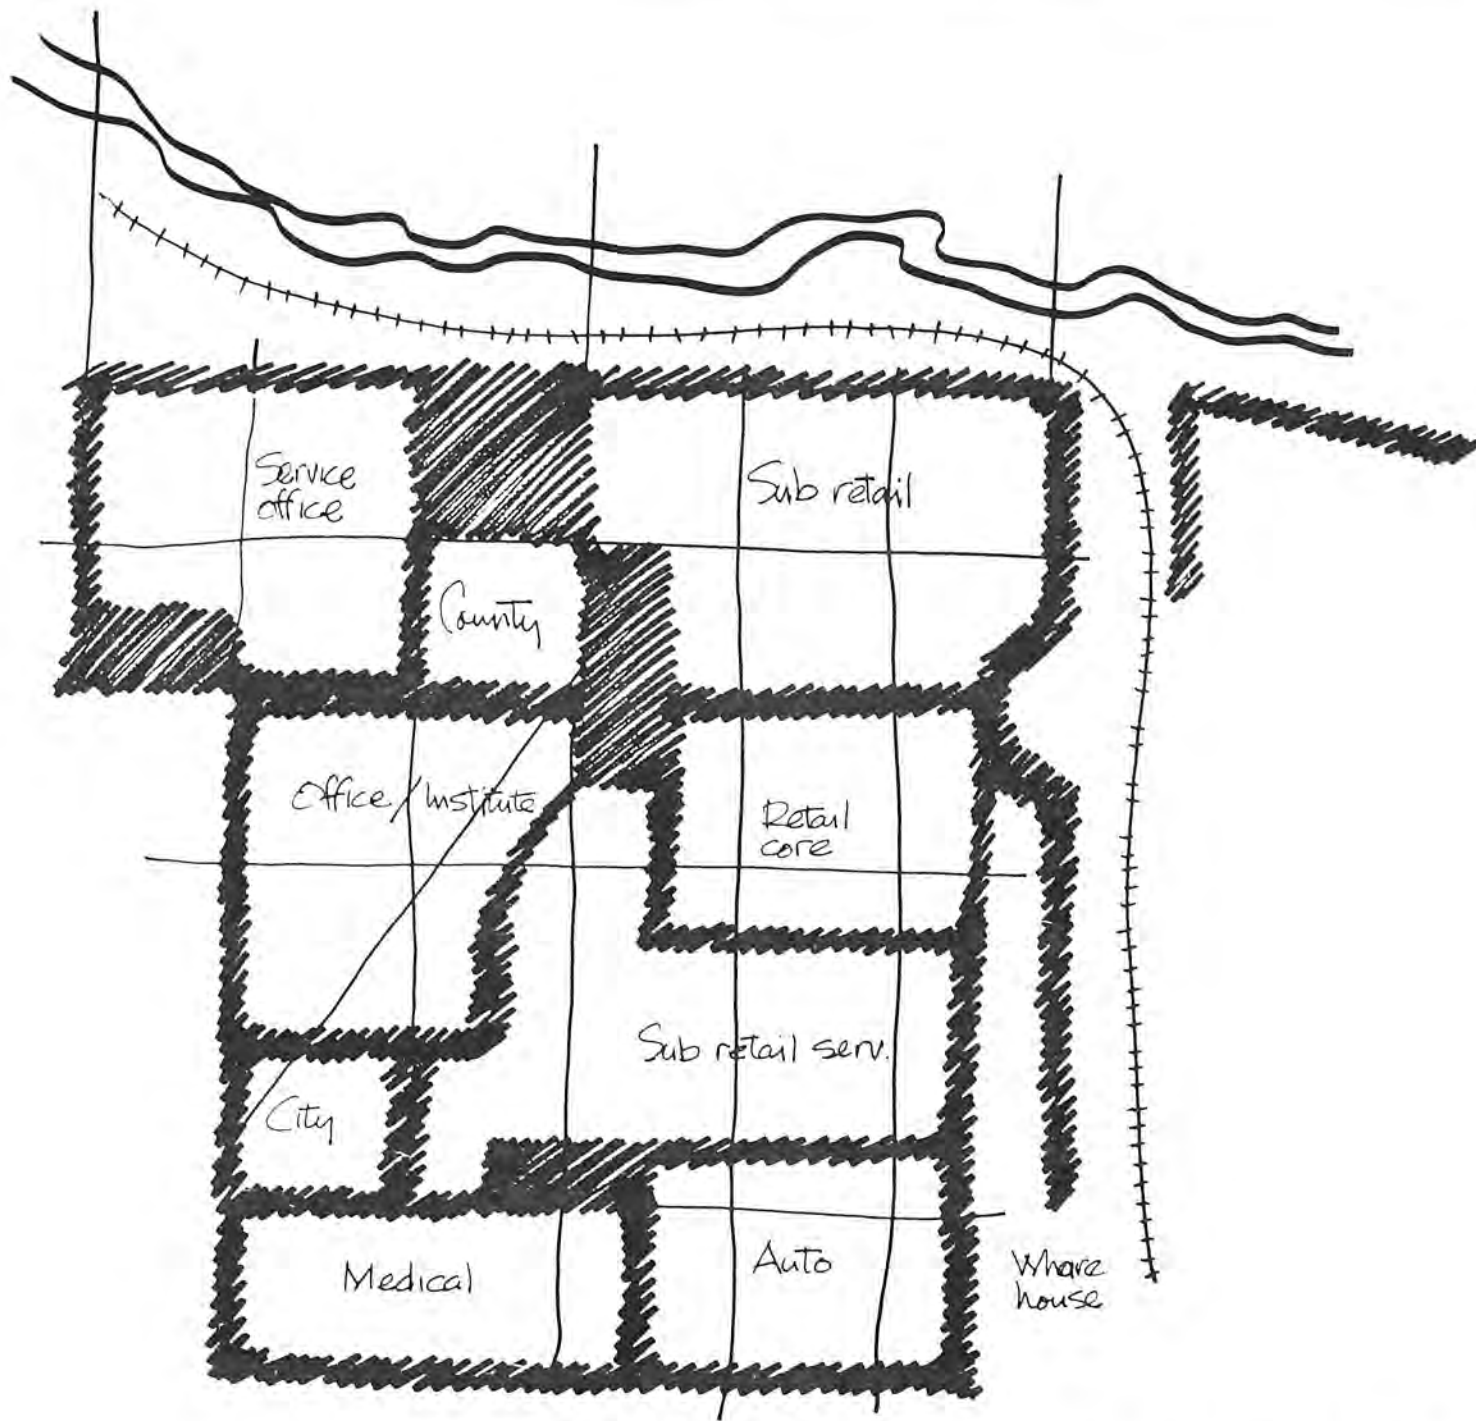 Service
office
Sub retail
County
Office / Institute
Retail
core
Sub retail serv.
City
Medical
Auto
Whare
house